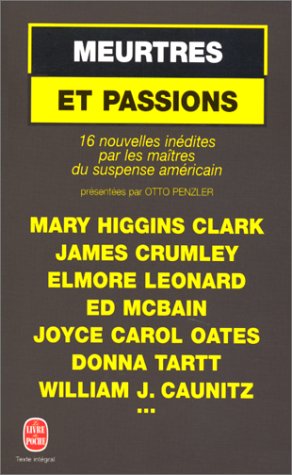 MEURTRES
ET PASSIONS
16 nouvelles inédites
par les maîtres
du suspense américain
présentées par OTTO PENZLER
MARY HIGGINS CLARK
JAMES CRUMLEY
ELMORE LEONARD
ED MCBAIN
JOYCE CAROL OATES
DONNA TARTT
WILLIAM J. CAUNITZ
...
LE LIVRE
DE
POCHE
Texte intégral